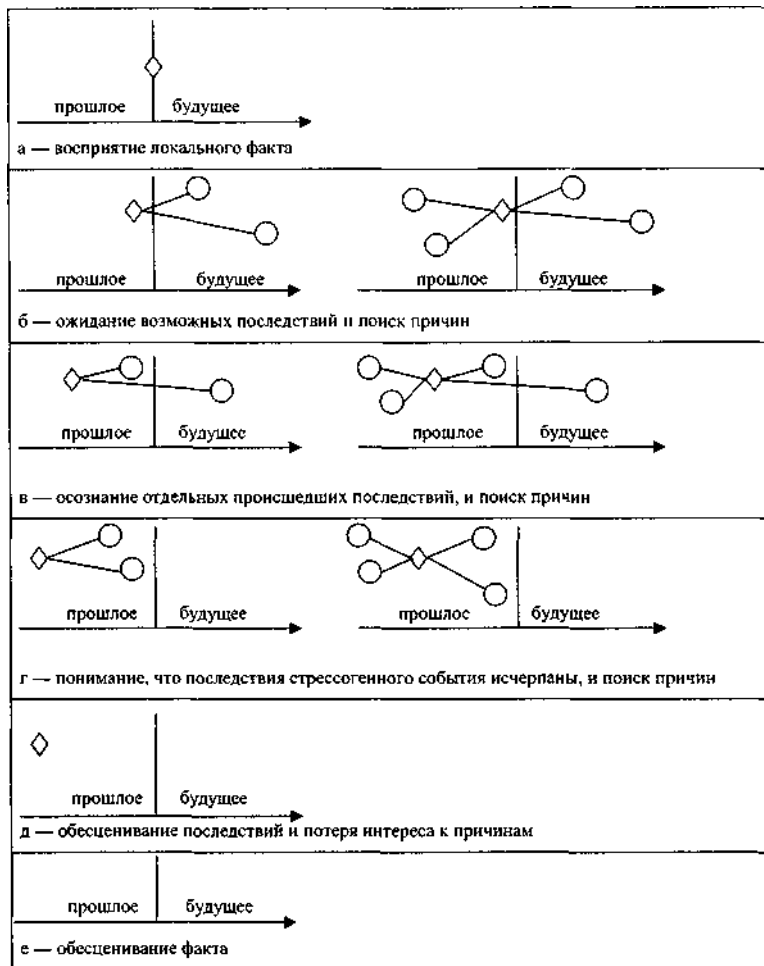 прошлое будущее
а — восприятие локального факта
прошлое будущее прошлое будущее
б — ожидание возможных последствий и поиск причин
прошлое будущее прошлое будущее
в — осознание отдельных происшедших последствий, и поиск причин
прошлое будущее прошлое будущее
г — понимание, что последствия стрессогенного события исчерпаны, и поиск причин
прошлое будущее
д — обесценивание последствий и потеря интереса к причинам
прошлое будущее
е — обесценивание факта